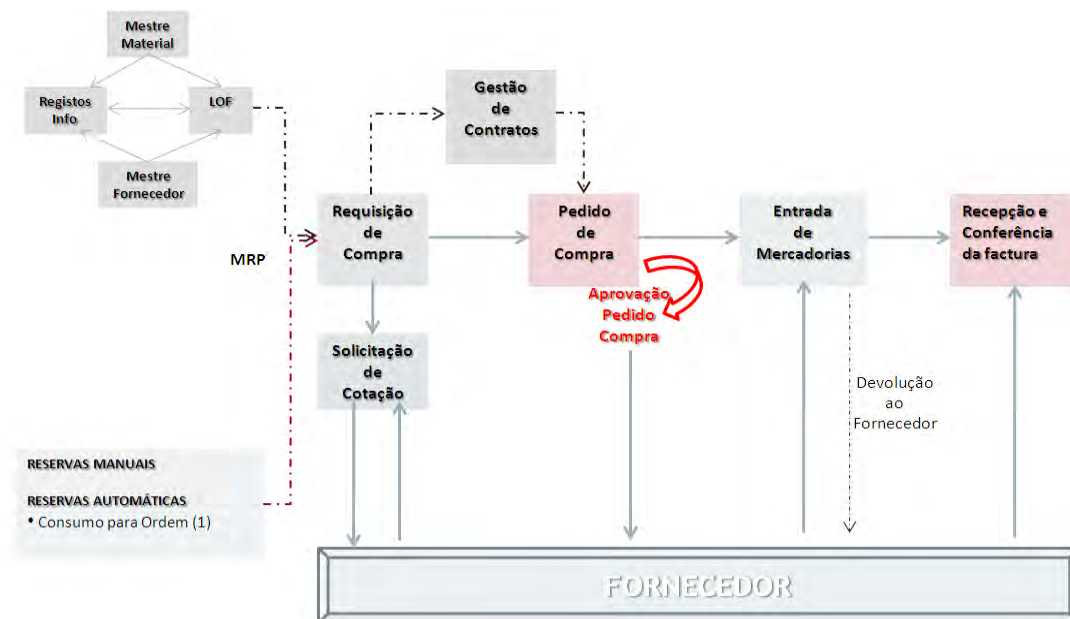 Mestre
Material
Registos
Info
LOF
Mestre
Fornecedor
Gestão
de
Contratos
MRP
Requisição
de
Compra
Pedido
de
Compra
Entrada
de
Mercadorias
Recepção e
Conferência
da factura
Aprovação
Pedido
Compra
Solicitação
de
Cotação
Devolução
ao
Fornecedor
RESERVAS MANUAIS
RESERVAS AUTOMÁTICAS
• Consumo para Ordem (1)
FORNECEDOR